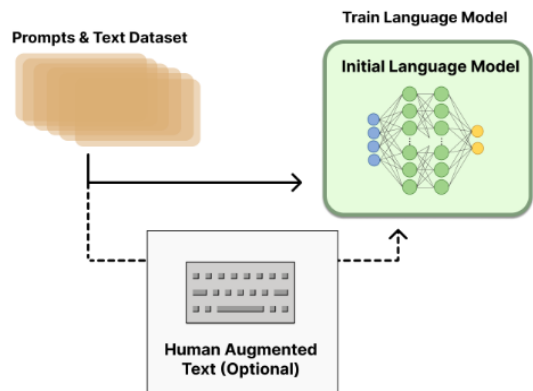 Prompts & Text Dataset
Train Language Model
Initial Language Model
Human Augmented
Text (Optional)